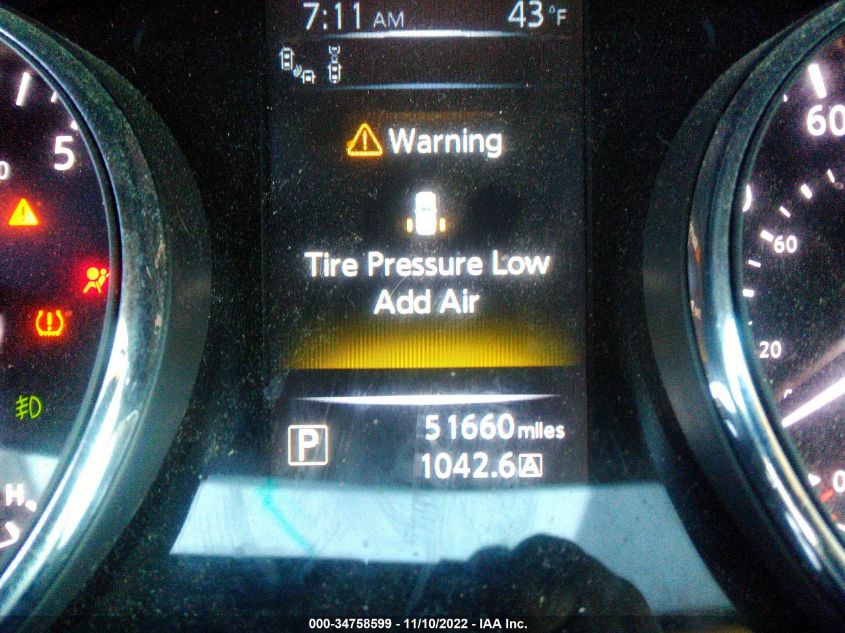 7:11 AM 43°F
Warning
Tire Pressure Low
Add Air
P 51660 miles
1042.6 A
5
H
60
60
20
0
000-34758599 - 11/10/2022 - IAA Inc.